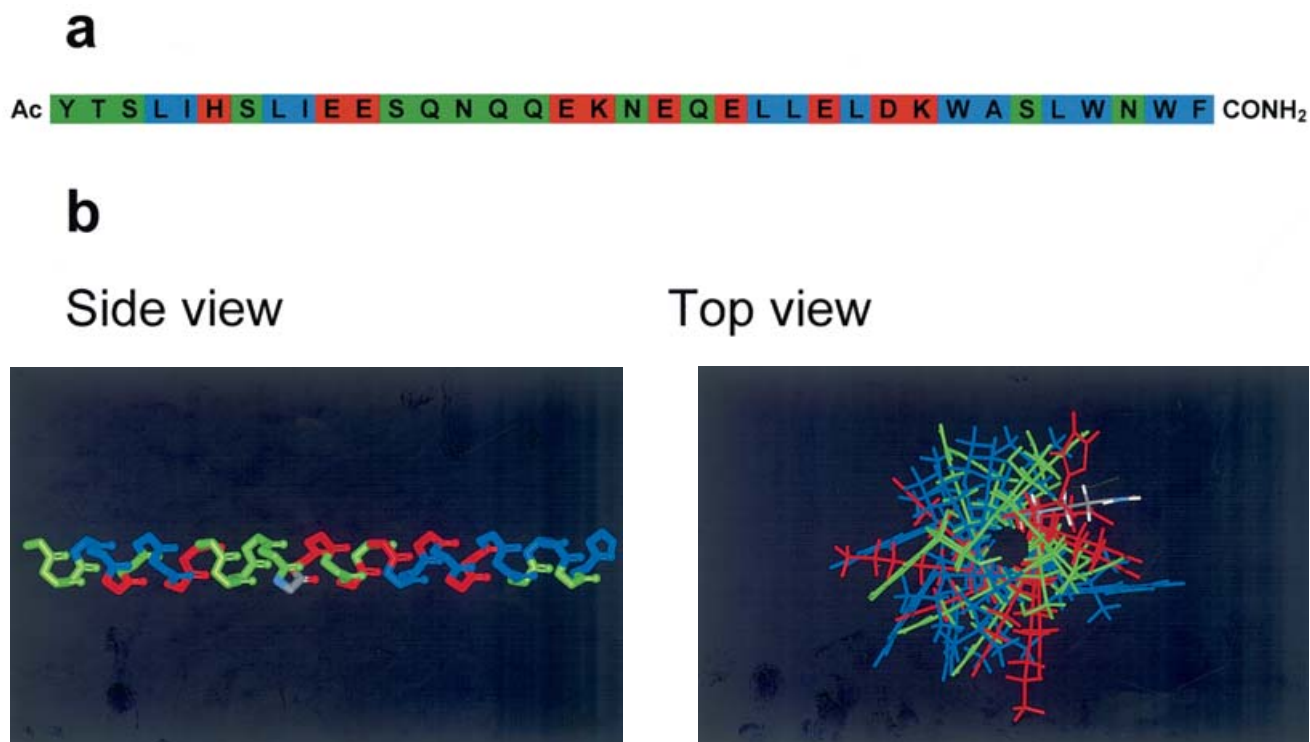 a
Ac Y T S L I H S L I E E S Q N Q Q E K N E Q E L L E L D K W A S L W N W F CONH₂
b
Side view Top view